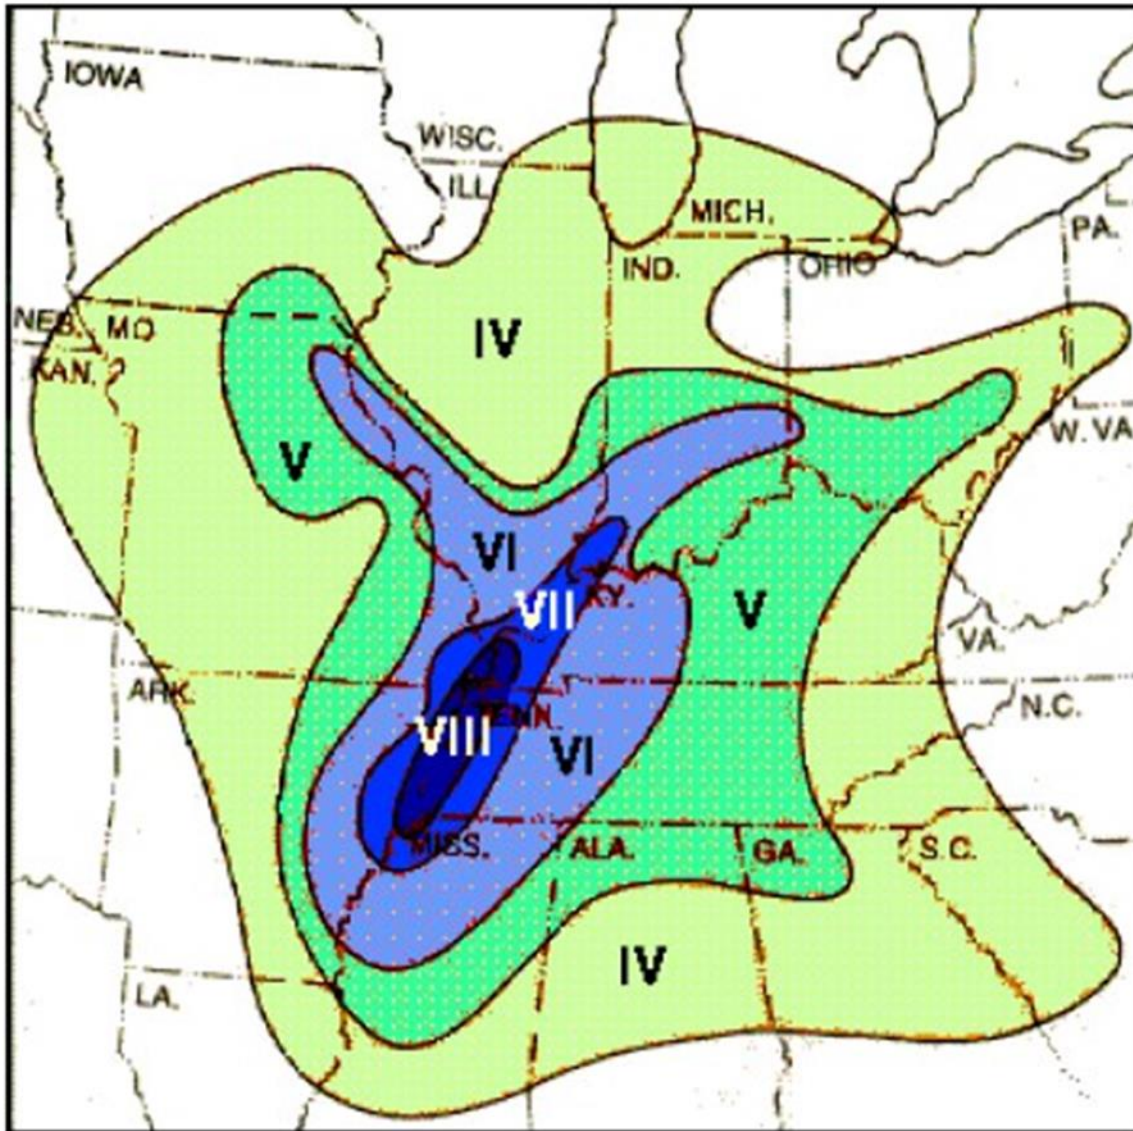 IOWA
WISC.
ILL
MICH.
PA.
IND.
OHIO
NEB. MO
KAN.
IV
W. VA
V
VI
VII
KY.
V
VA.
ARK.
TENN.
N.C.
VIII
VI
MISS.
ALA.
GA.
S.C.
IV
LA.